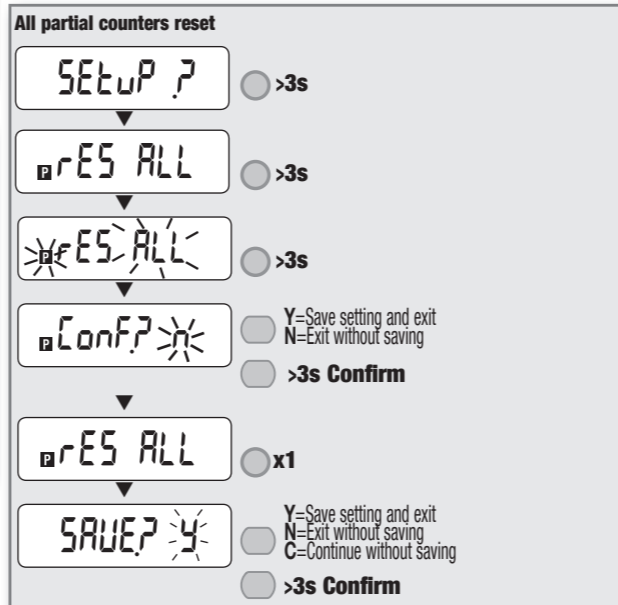 All partial counters reset
SEtuP ?
>3s
P rES ALL
>3s
P rES ALL
>3s
P ConF? n
Y=Save setting and exit
N=Exit without saving
>3s Confirm
P rES ALL
x1
SAVE? y
Y=Save setting and exit
N=Exit without saving
C=Continue without saving
>3s Confirm